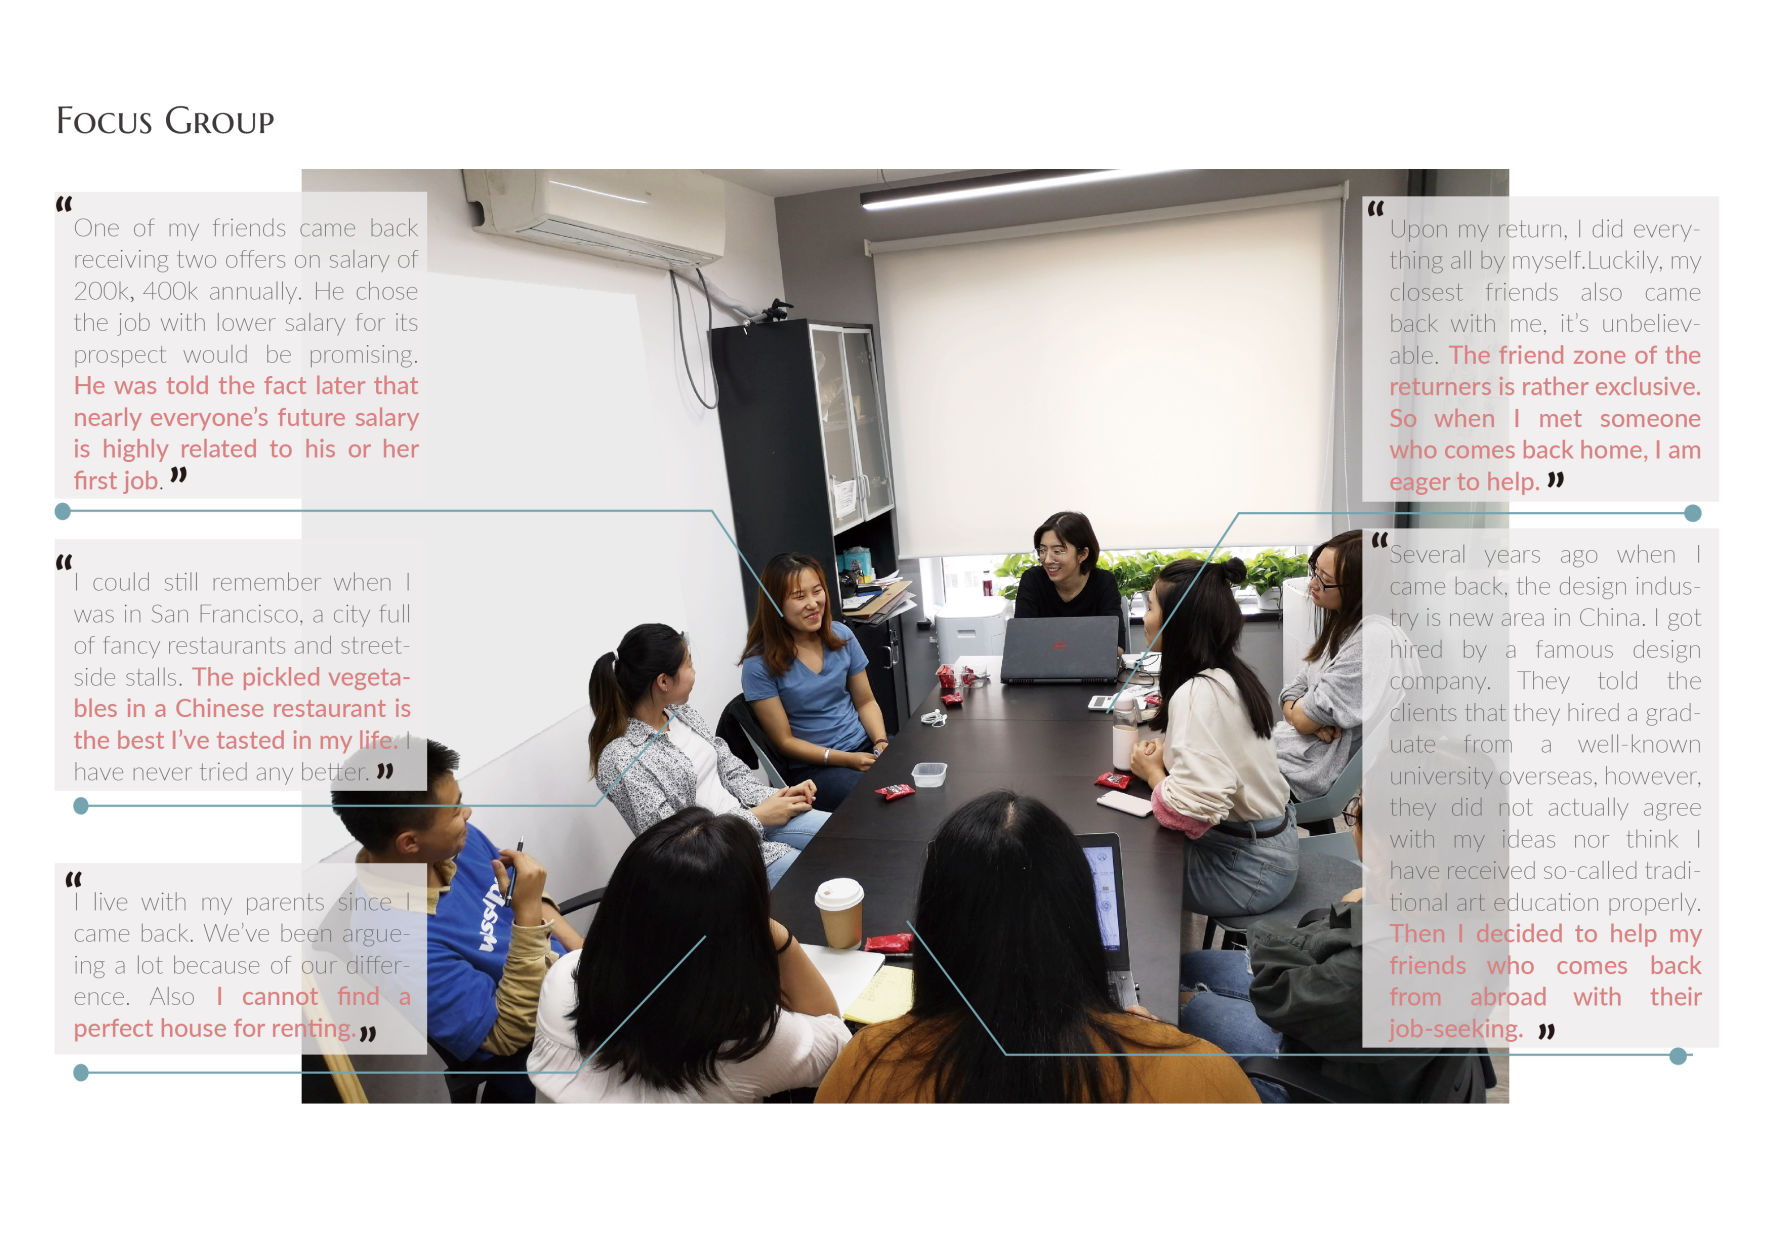 Focus Group
“
One of my friends came back
receiving two offers on salary of
200k, 400k annually. He chose
the job with lower salary for its
prospect would be promising.
He was told the fact later that
nearly everyone’s future salary
is highly related to his or her
first job. ”
“
I could still remember when I
was in San Francisco, a city full
of fancy restaurants and street-
side stalls. The pickled vegeta-
bles in a Chinese restaurant is
the best I’ve tasted in my life. I
have never tried any better. ”
“
I live with my parents since I
came back. We’ve been argue-
ing a lot because of our differ-
ence. Also I cannot find a
perfect house for renting. ”
“
Upon my return, I did every-
thing all by myself.Luckily, my
closest friends also came
back with me, it’s unbeliev-
able. The friend zone of the
returners is rather exclusive.
So when I met someone
who comes back home, I am
eager to help. ”
“
Several years ago when I
came back, the design indus-
try is new area in China. I got
hired by a famous design
company. They told the
clients that they hired a grad-
uate from a well-known
university overseas, however,
they did not actually agree
with my ideas nor think I
have received so-called tradi-
tional art education properly.
Then I decided to help my
friends who comes back
from abroad with their
job-seeking. ”